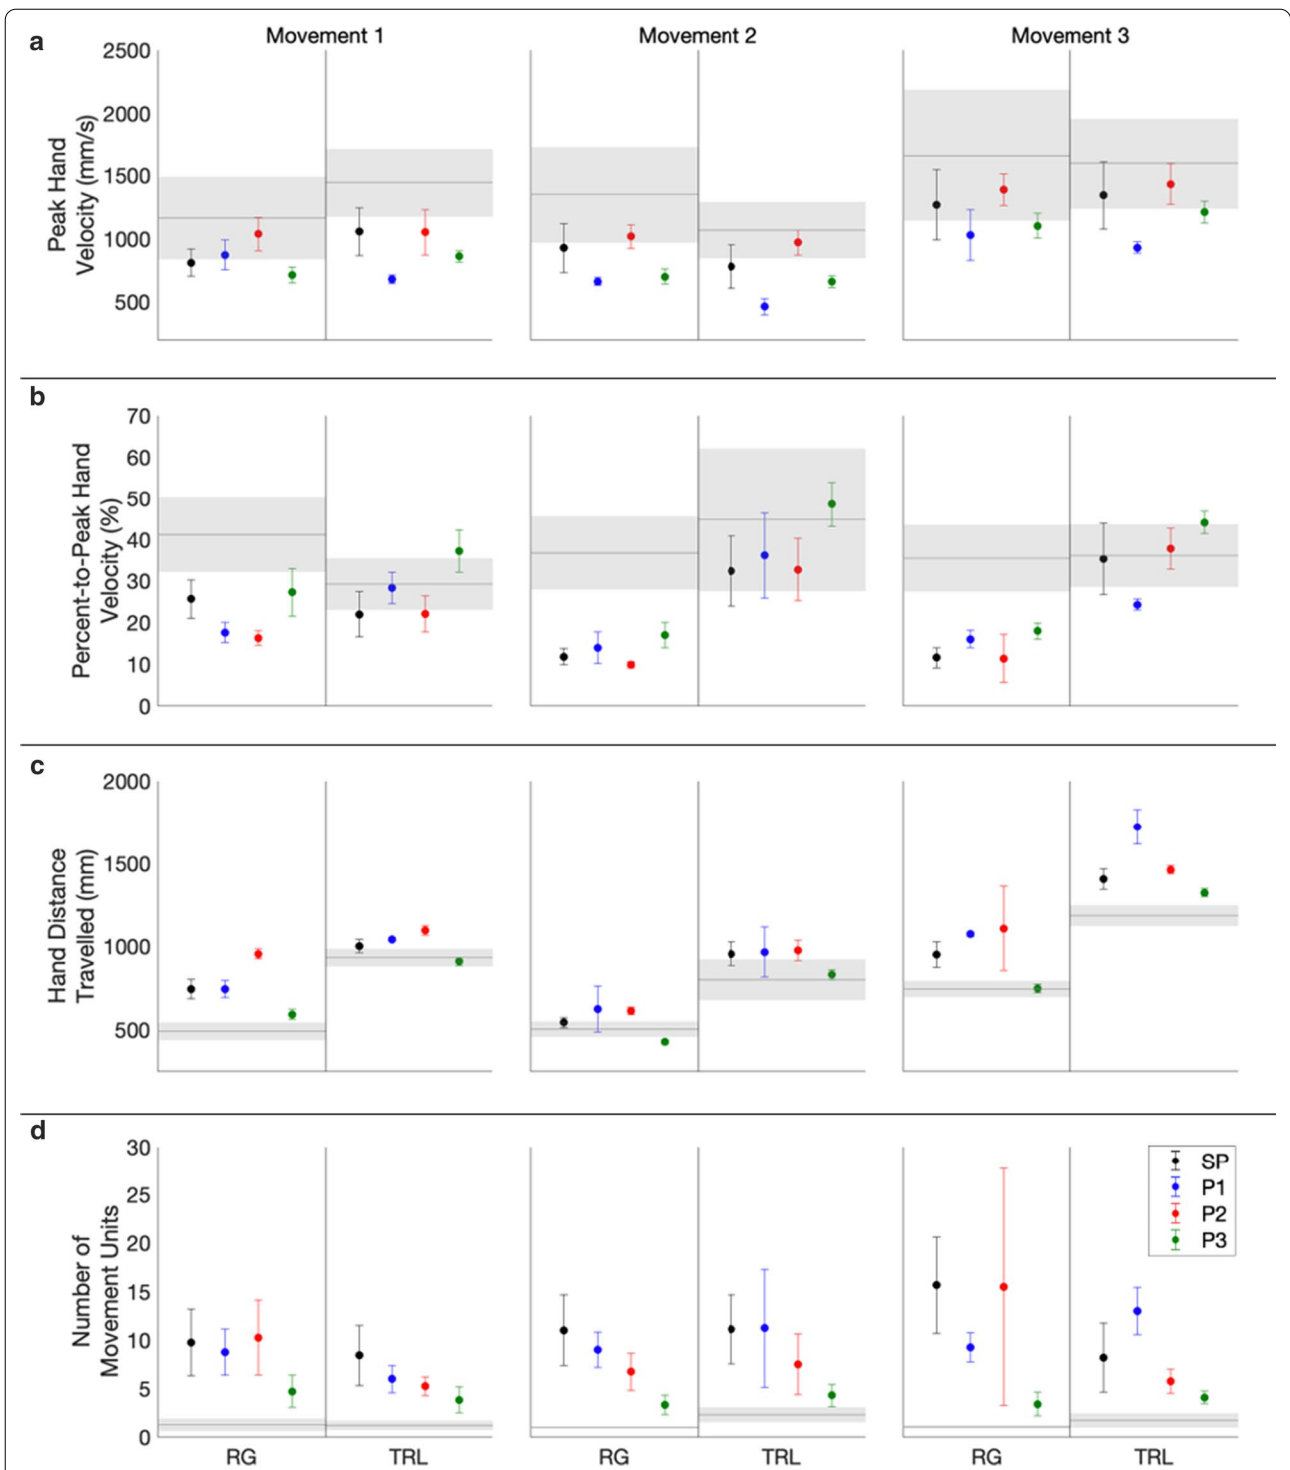 a
Movement 1
Movement 2
Movement 3
Peak Hand
Velocity (mm/s)
2500
2000
1500
1000
500
b
Percent-to-Peak Hand
Velocity (%)
70
60
50
40
30
20
10
0
c
Hand Distance
Travelled (mm)
2000
1500
1000
500
d
Number of
Movement Units
30
25
20
15
10
5
0
SP
P1
P2
P3
RG
TRL
RG
TRL
RG
TRL